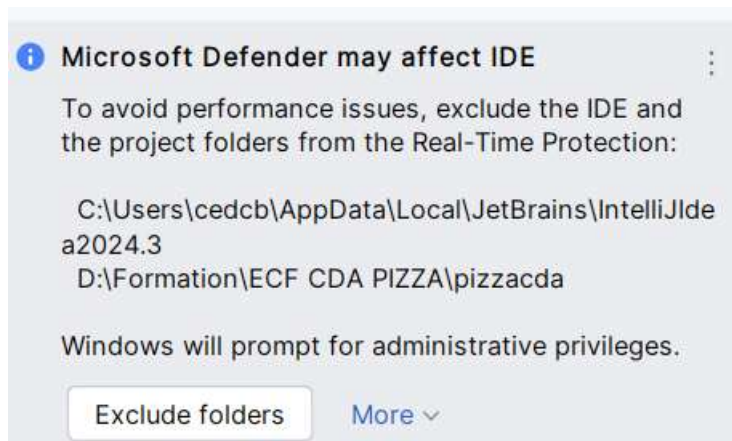 Microsoft Defender may affect IDE
To avoid performance issues, exclude the IDE and
the project folders from the Real-Time Protection:
C:\Users\cedcb\AppData\Local\JetBrains\IntelliJIde
a2024.3
D:\Formation\ECF CDA PIZZA\pizzacda
Windows will prompt for administrative privileges.
Exclude folders More